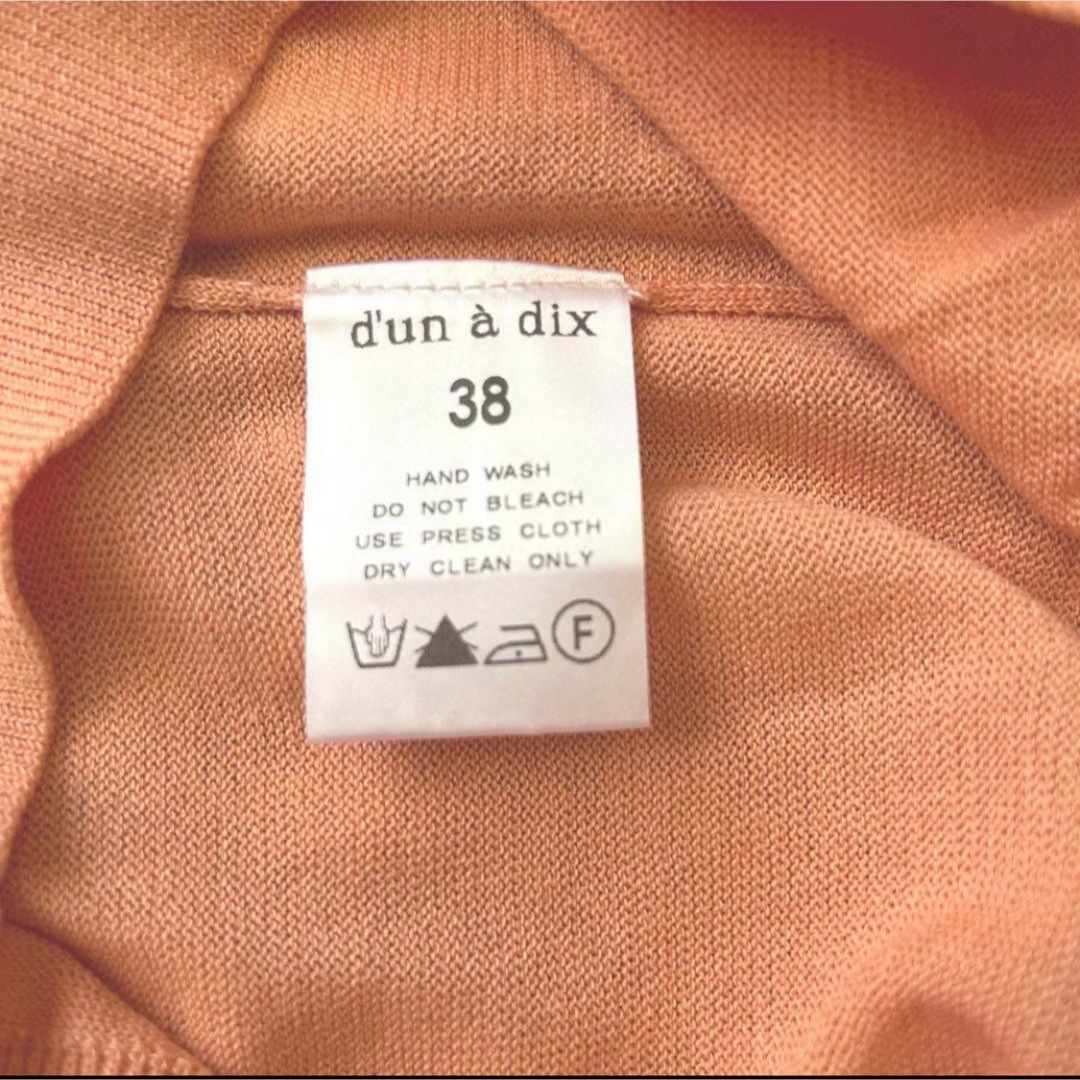 d'un à dix
38
HAND WASH
DO NOT BLEACH
USE PRESS CLOTH
DRY CLEAN ONLY
F